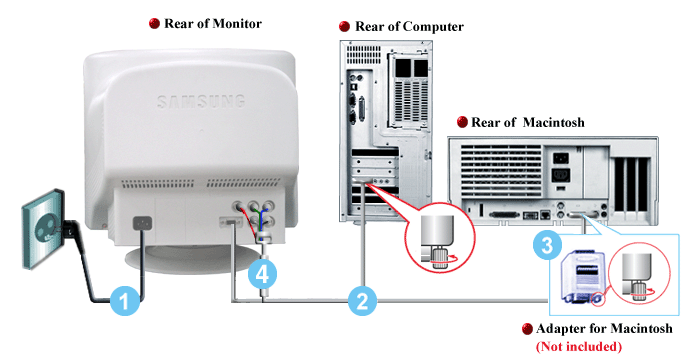 Rear of Monitor
Rear of Computer
SAMSUNG
Rear of Macintosh
1
4
2
3
Adapter for Macintosh
(Not included)